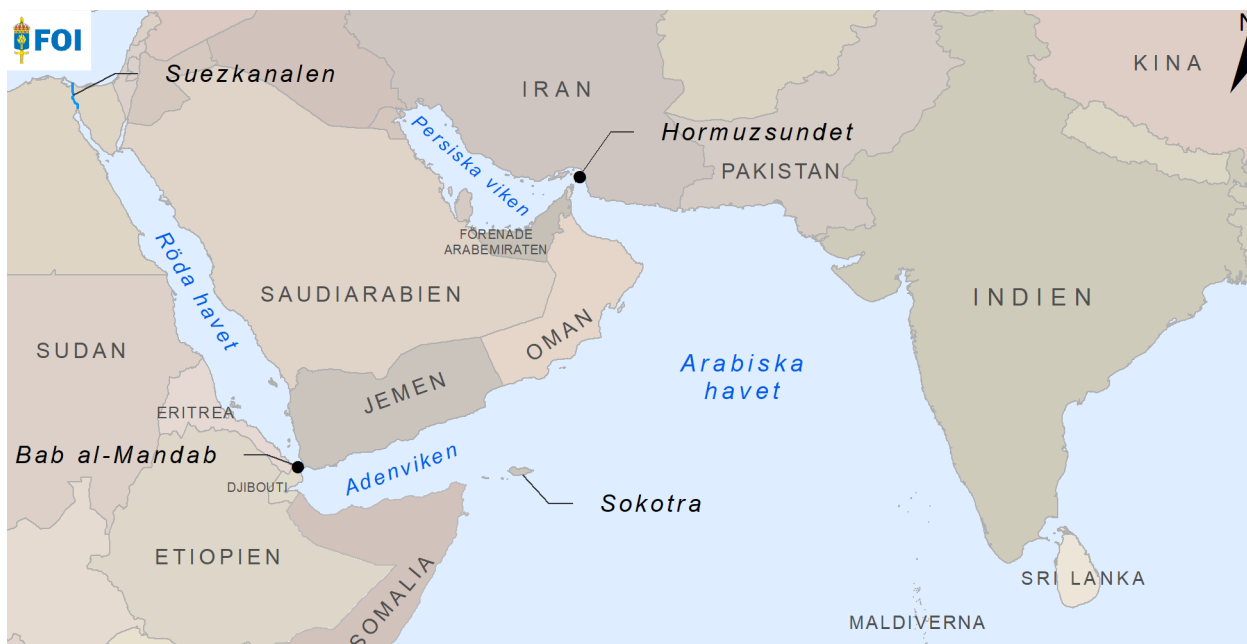 FOI
N
Suezkanalen
KINA
IRAN
Hormuzsundet
Persiska viken
PAKISTAN
FÖRENADE
ARABEMIRATEN
Röda havet
SAUDIARABIEN
INDIEN
OMAN
SUDAN
Arabiska
havet
JEMEN
ERITREA
Bab al-Mandab
Adenviken
DJIBOUTI
Sokotra
ETIOPIEN
SRI LANKA
SOMALIA
MALDIVERNA